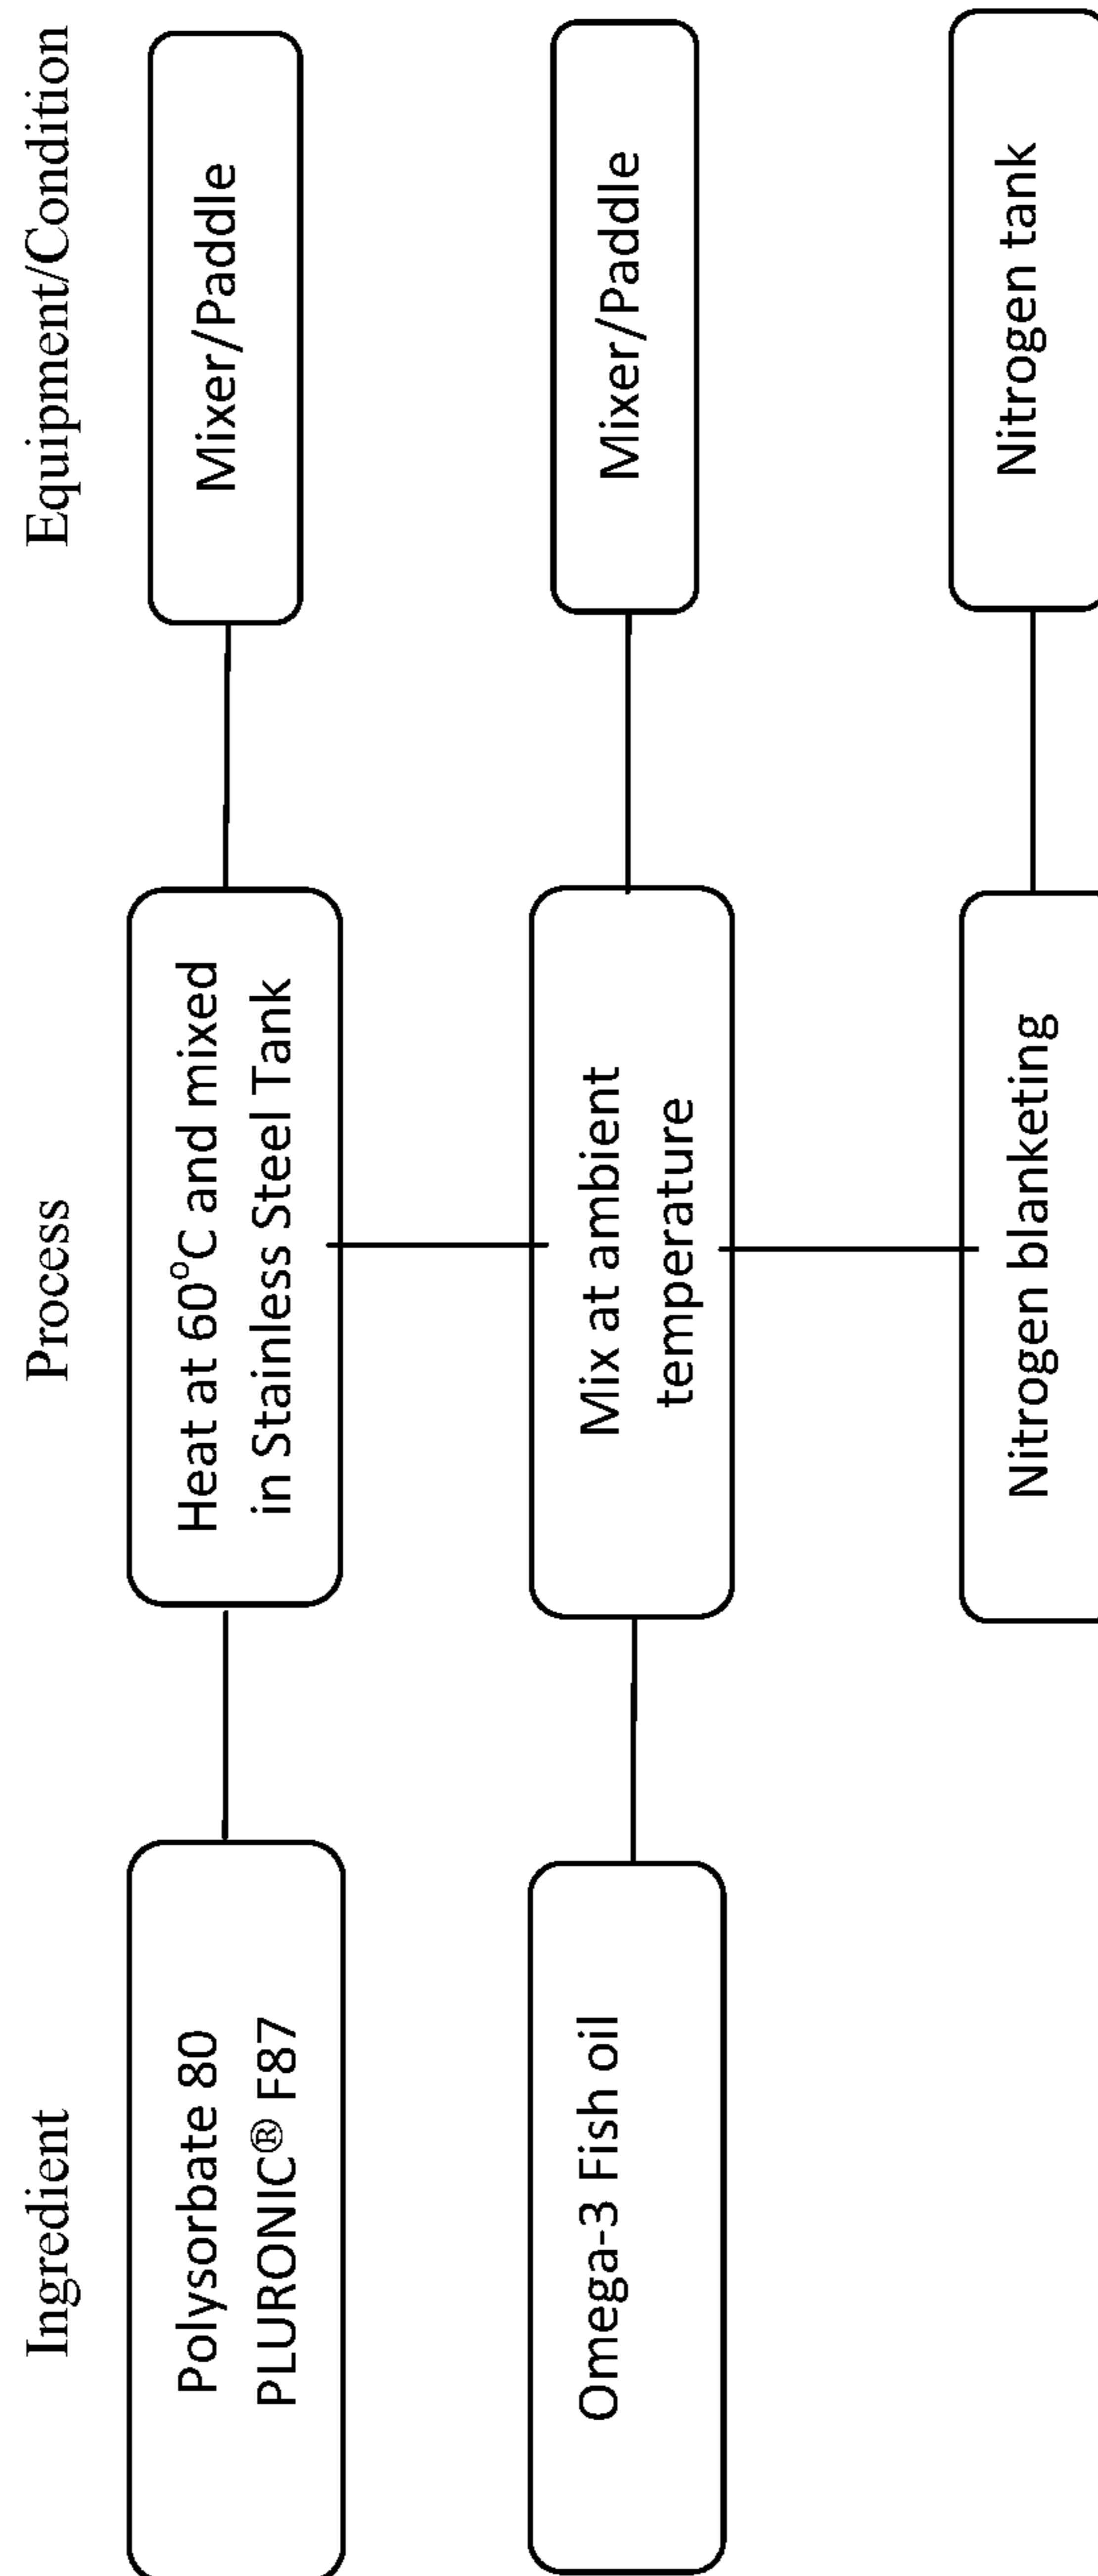 Ingredient
Process
Equipment/Condition
Polysorbate 80
PLURONIC® F87
Heat at 60°C and mixed
in Stainless Steel Tank
Mixer/Paddle
Omega-3 Fish oil
Mix at ambient
temperature
Mixer/Paddle
Nitrogen blanketing
Nitrogen tank